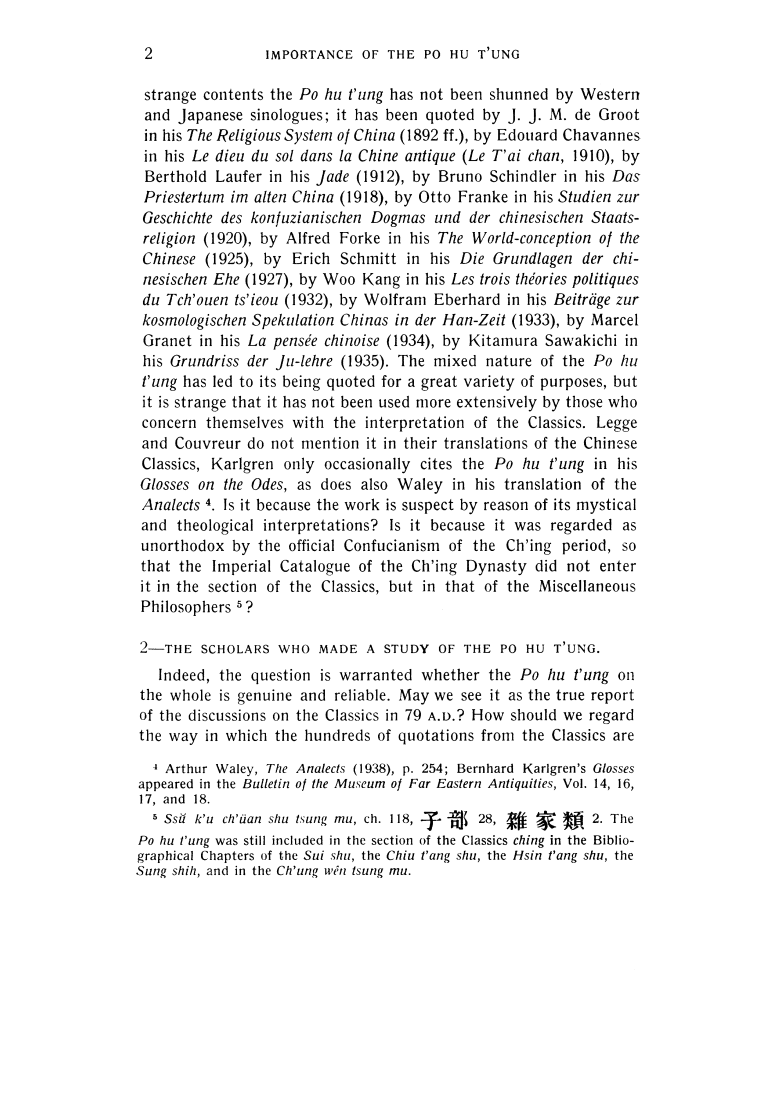 2 IMPORTANCE OF THE PO HU T'UNG
strange contents the Po hu t'ung has not been shunned by Western
and Japanese sinologues; it has been quoted by J. J. M. de Groot
in his The Religious System of China (1892 ff.), by Edouard Chavannes
in his Le dieu du sol dans la Chine antique (Le T'ai chan, 1910), by
Berthold Laufer in his Jade (1912), by Bruno Schindler in his Das
Priestertum im alten China (1918), by Otto Franke in his Studien zur
Geschichte des konfuzianischen Dogmas und der chinesischen Staats-
religion (1920), by Alfred Forke in his The World-conception of the
Chinese (1925), by Erich Schmitt in his Die Grundlagen der chi-
nesischen Ehe (1927), by Woo Kang in his Les trois théories politiques
du Tch'ouen ts'ieou (1932), by Wolfram Eberhard in his Beiträge zur
kosmologischen Spekulation Chinas in der Han-Zeit (1933), by Marcel
Granet in his La pensée chinoise (1934), by Kitamura Sawakichi in
his Grundriss der Ju-lehre (1935). The mixed nature of the Po hu
t'ung has led to its being quoted for a great variety of purposes, but
it is strange that it has not been used more extensively by those who
concern themselves with the interpretation of the Classics. Legge
and Couvreur do not mention it in their translations of the Chinese
Classics, Karlgren only occasionally cites the Po hu t'ung in his
Glosses on the Odes, as does also Waley in his translation of the
Analects ⁴. Is it because the work is suspect by reason of its mystical
and theological interpretations? Is it because it was regarded as
unorthodox by the official Confucianism of the Ch'ing period, so
that the Imperial Catalogue of the Ch'ing Dynasty did not enter
it in the section of the Classics, but in that of the Miscellaneous
Philosophers ⁵?
2—THE SCHOLARS WHO MADE A STUDY OF THE PO HU T'UNG.
Indeed, the question is warranted whether the Po hu t'ung on
the whole is genuine and reliable. May we see it as the true report
of the discussions on the Classics in 79 A.D.? How should we regard
the way in which the hundreds of quotations from the Classics are
⁴ Arthur Waley, The Analects (1938), p. 254; Bernhard Karlgren's Glosses
appeared in the Bulletin of the Museum of Far Eastern Antiquities, Vol. 14, 16,
17, and 18.
⁵ Ssŭ k'u ch'üan shu tsung mu, ch. 118, 子部 28, 雜家類 2. The
Po hu t'ung was still included in the section of the Classics ching in the Biblio-
graphical Chapters of the Sui shu, the Chiu t'ang shu, the Hsin t'ang shu, the
Sung shih, and in the Ch'ung wên tsung mu.